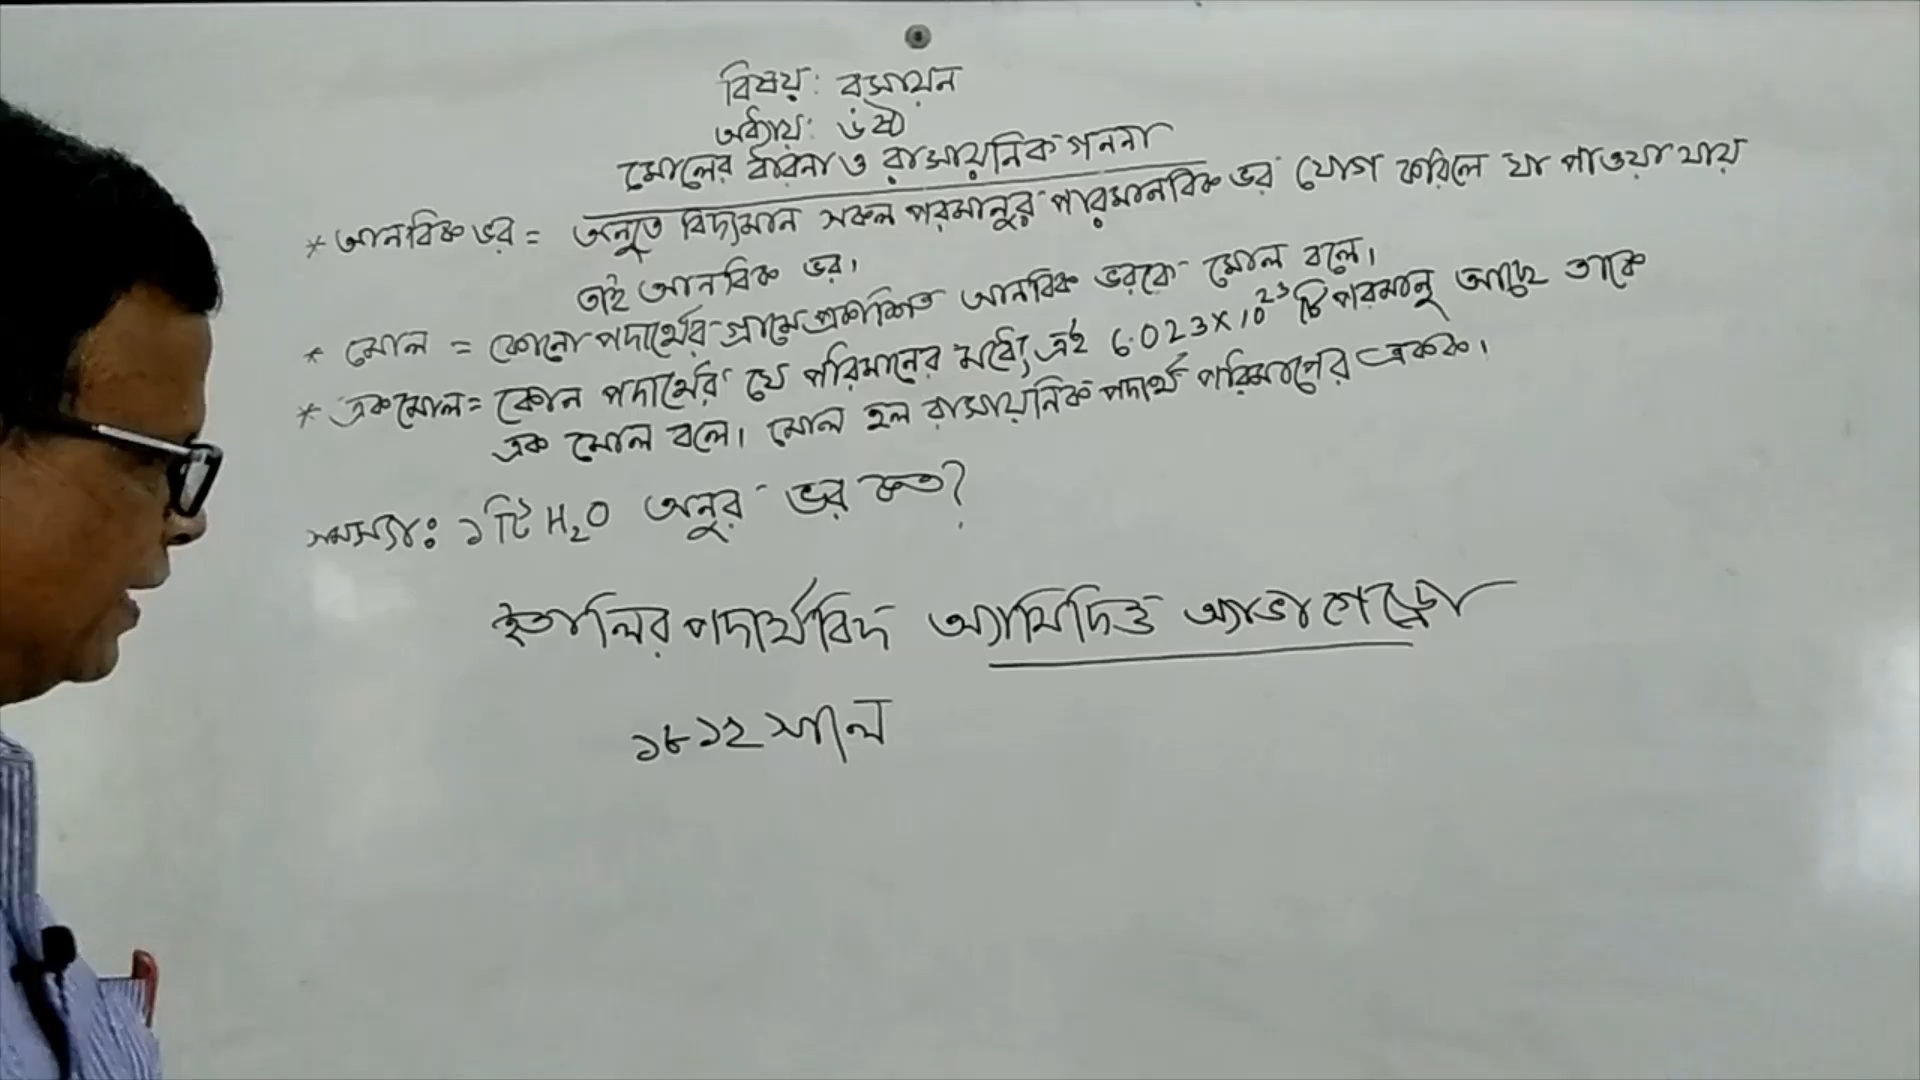 বিষয়: রসায়ন
অধ্যায়: ৬ষ্ঠ
মোলের ধারনা ও রাসায়নিক গননা
* আনবিক ভর = অনুতে বিদ্যমান সকল পরমানুর পারমানবিক ভর যোগ করিলে যা পাওয়া যায়
তাই আনবিক ভর।
* মোল = কোনো পদার্থের গ্রামে প্রকাশিত আনবিক ভরকে মোল বলে।
* একমোল = কোন পদার্থের যে পরিমানের মধ্যে এই 6.023×10²³ টি পরমানু আছে তাকে
এক মোল বলে। মোল হল রাসায়নিক পদার্থ পরিমাপের একক।
সমস্যা: ১টি H₂O অনুর ভর কত?
ইতালির পদার্থবিদ অ্যামিদিও অ্যাভোগেড্রো
১৮১২ সালে